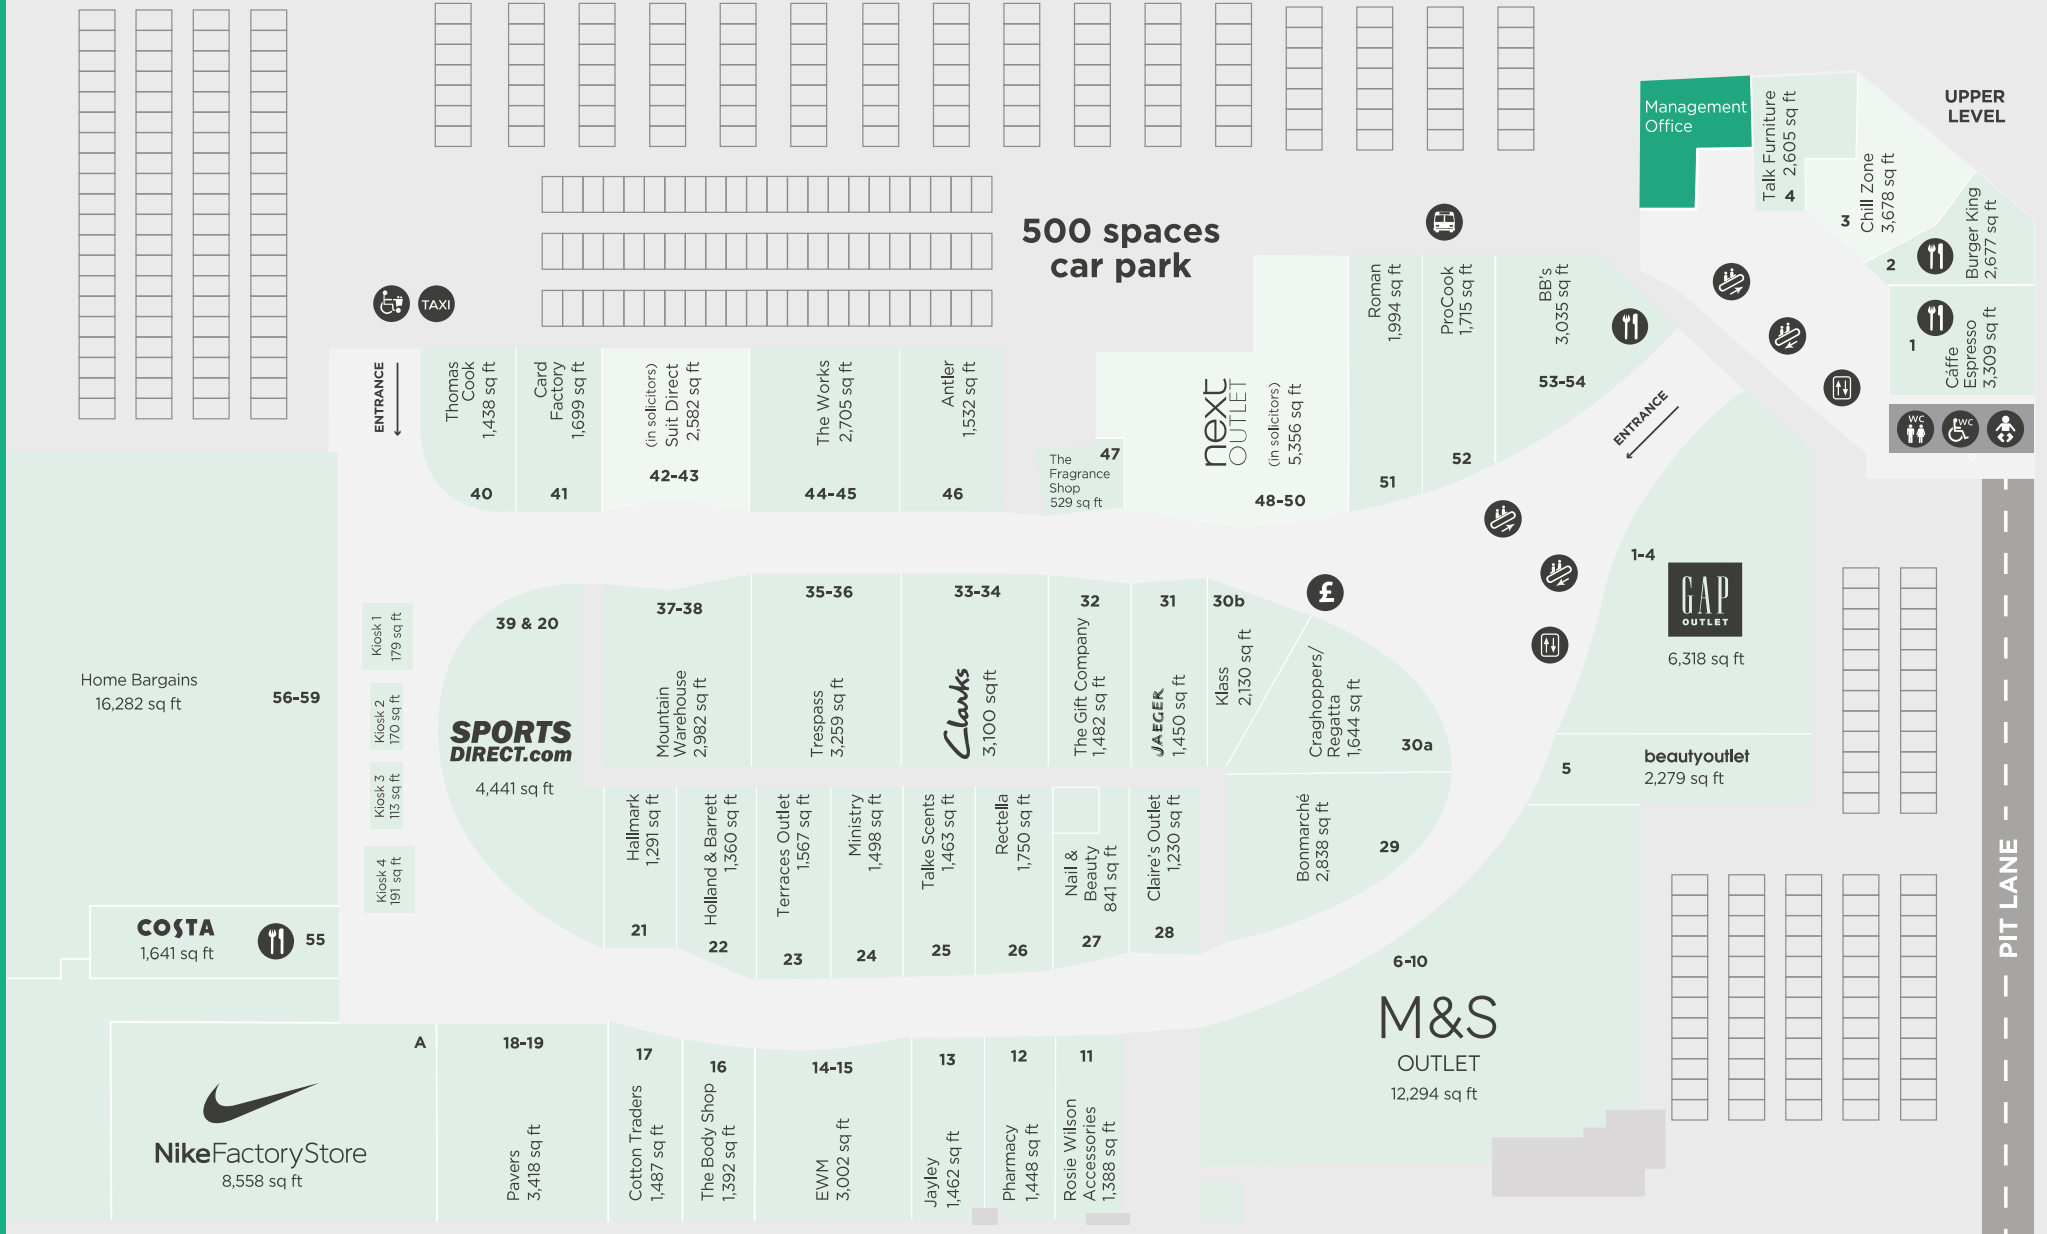 500 spaces
car park
UPPER
LEVEL
Management
Office
Talk Furniture
2,605 sq ft
4
Chill Zone
3,678 sq ft
3
Burger King
2,677 sq ft
2
Cáffe
Espresso
3,309 sq ft
1
WC
WC
TAXI
ENTRANCE
Thomas
Cook
1,438 sq ft
40
Card
Factory
1,699 sq ft
41
(in solicitors)
Suit Direct
2,582 sq ft
42-43
The Works
2,705 sq ft
44-45
Antler
1,532 sq ft
46
The
Fragrance
Shop
529 sq ft
47
next
OUTLET
(in solicitors)
5,356 sq ft
48-50
Roman
1,994 sq ft
51
ProCook
1,715 sq ft
52
BB's
3,035 sq ft
53-54
ENTRANCE
1-4
GAP
OUTLET
6,318 sq ft
5
beautyoutlet
2,279 sq ft
Home Bargains
16,282 sq ft
56-59
Kiosk 1
179 sq ft
Kiosk 2
170 sq ft
Kiosk 3
113 sq ft
Kiosk 4
191 sq ft
39 & 20
SPORTS
DIRECT.com
4,441 sq ft
37-38
Mountain
Warehouse
2,982 sq ft
35-36
Trespass
3,259 sq ft
33-34
Clarks
3,100 sq ft
32
The Gift Company
1,482 sq ft
31
JAEGER
1,450 sq ft
30b
Klass
2,130 sq ft
£
Craghoppers/
Regatta
1,644 sq ft
30a
Hallmark
1,291 sq ft
21
Holland & Barrett
1,360 sq ft
22
Terraces Outlet
1,567 sq ft
23
Ministry
1,498 sq ft
24
Talke Scents
1,463 sq ft
25
Rectella
1,750 sq ft
26
Nail &
Beauty
841 sq ft
27
Claire's Outlet
1,230 sq ft
28
Bonmarché
2,838 sq ft
29
COSTA
1,641 sq ft
55
6-10
M&S
OUTLET
12,294 sq ft
PIT LANE
A
NikeFactoryStore
8,558 sq ft
18-19
Pavers
3,418 sq ft
17
Cotton Traders
1,487 sq ft
16
The Body Shop
1,392 sq ft
14-15
EWM
3,002 sq ft
13
Jayley
1,462 sq ft
12
Pharmacy
1,448 sq ft
11
Rosie Wilson
Accessories
1,388 sq ft